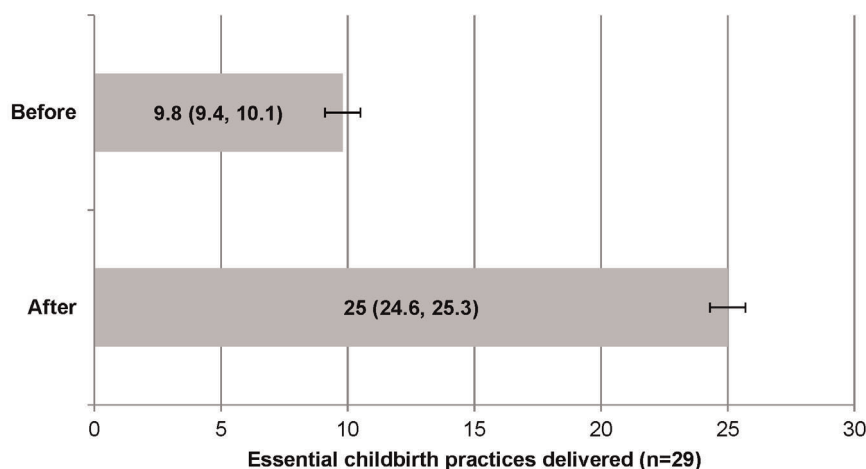 Before
9.8 (9.4, 10.1)
After
25 (24.6, 25.3)
0 5 10 15 20 25 30
Essential childbirth practices delivered (n=29)